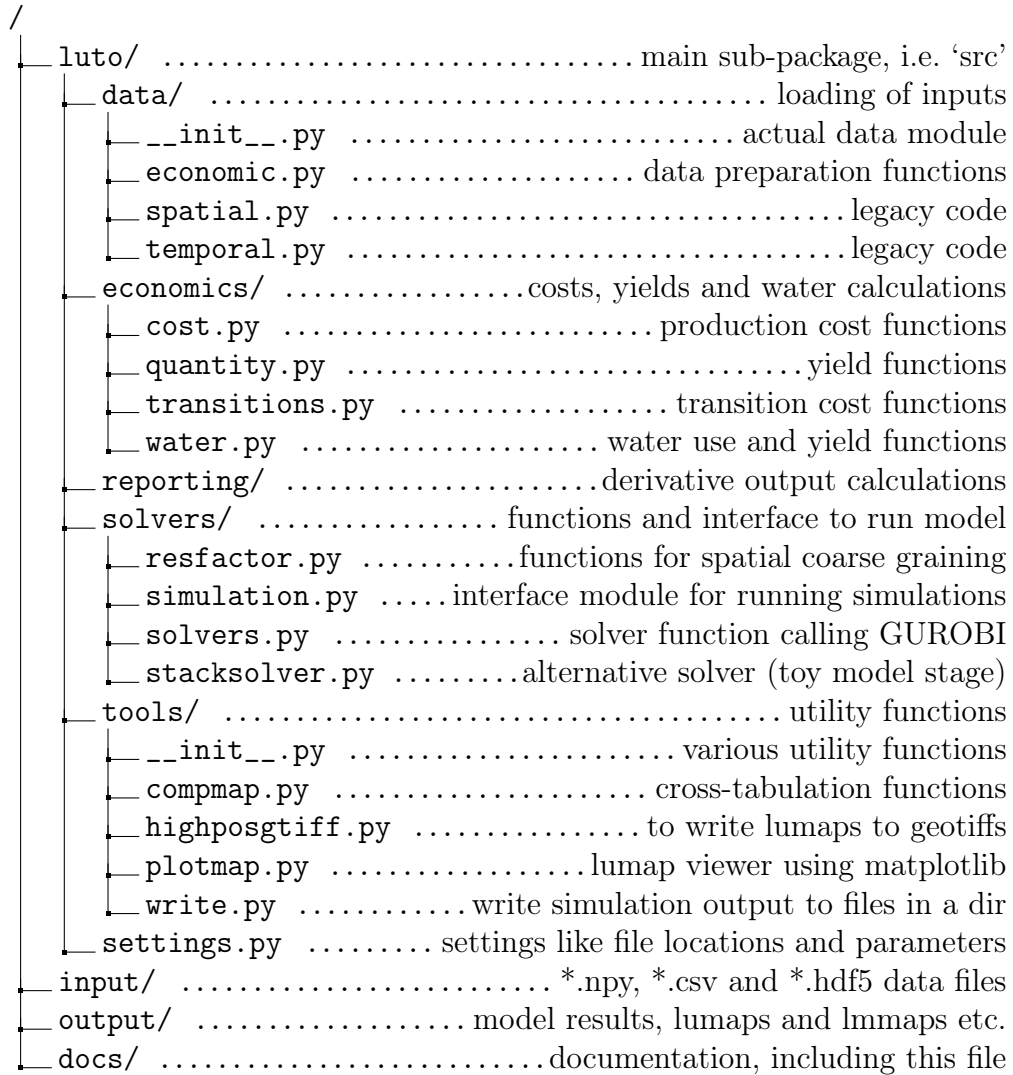 /
luto/ ................................. main sub-package, i.e. ‘src’
data/ ....................................... loading of inputs
__init__.py ........................... actual data module
economic.py .................... data preparation functions
spatial.py .................................... legacy code
temporal.py ................................... legacy code
economics/ .................costs, yields and water calculations
cost.py .......................... production cost functions
quantity.py ................................yield functions
transitions.py ................... transition cost functions
water.py ..................... water use and yield functions
reporting/ ......................derivative output calculations
solvers/ ................. functions and interface to run model
resfactor.py ...........functions for spatial coarse graining
simulation.py .....interface module for running simulations
solvers.py ................ solver function calling GUROBI
stacksolver.py .........alternative solver (toy model stage)
tools/ ....................................... utility functions
__init__.py ....................... various utility functions
compmap.py ...................... cross-tabulation functions
highposgtiff.py ................ to write lumaps to geotiffs
plotmap.py ..................lumap viewer using matplotlib
write.py ............ write simulation output to files in a dir
settings.py ......... settings like file locations and parameters
input/ ........................... *.npy, *.csv and *.hdf5 data files
output/ ................... model results, lumaps and lmmaps etc.
docs/ ...........................documentation, including this file